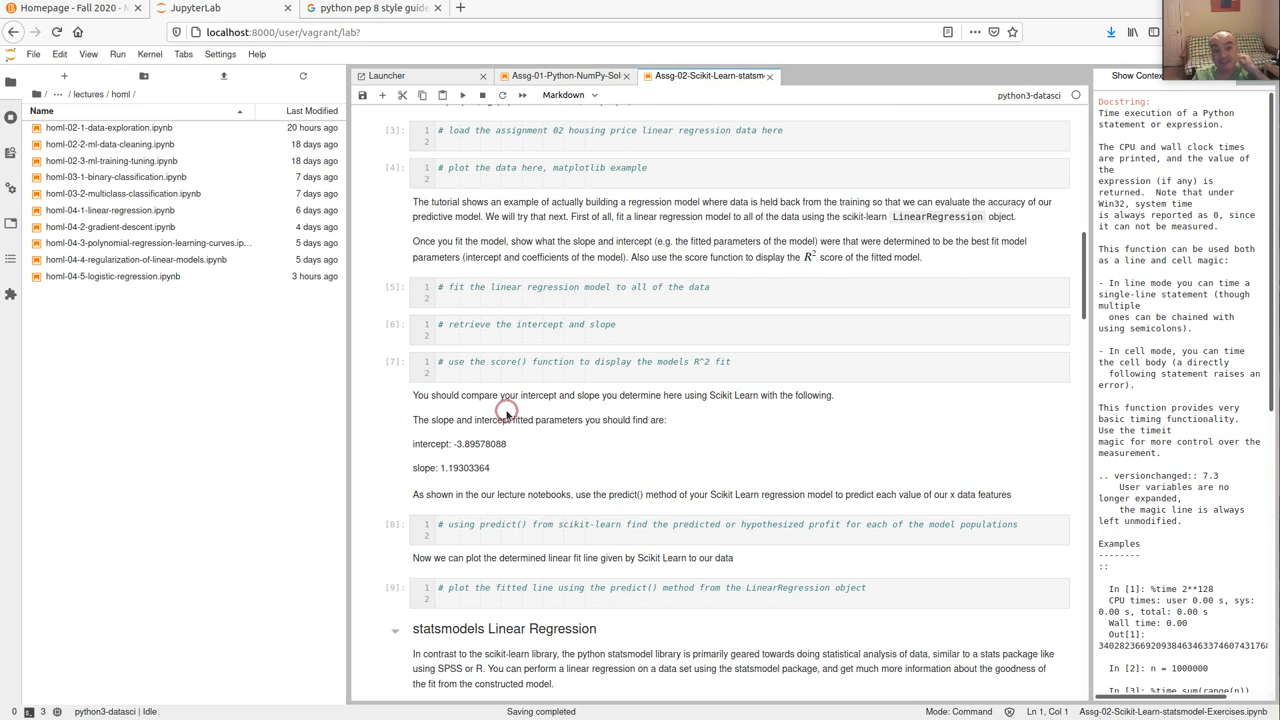 Homepage - Fall 2020 - M
JupyterLab
python pep 8 style guide
localhost:8000/user/vagrant/lab?
File Edit View Run Kernel Tabs Settings Help
Launcher
Assg-01-Python-NumPy-Sol
Assg-02-Scikit-Learn-statsm
Show Contex
/ ··· / lectures / homl /
Markdown
python3-datasci
Name
Last Modified
homl-02-1-data-exploration.ipynb 20 hours ago
homl-02-2-ml-data-cleaning.ipynb 18 days ago
homl-02-3-ml-training-tuning.ipynb 18 days ago
homl-03-1-binary-classification.ipynb 7 days ago
homl-03-2-multiclass-classification.ipynb 7 days ago
homl-04-1-linear-regression.ipynb 6 days ago
homl-04-2-gradient-descent.ipynb 4 days ago
homl-04-3-polynomial-regression-learning-curves.ip... 5 days ago
homl-04-4-regularization-of-linear-models.ipynb 5 days ago
homl-04-5-logistic-regression.ipynb 3 hours ago
[3]: 1 # load the assignment 02 housing price linear regression data here
2
[4]: 1 # plot the data here, matplotlib example
2
The tutorial shows an example of actually building a regression model where data is held back from the training so that we can evaluate the accuracy of our
predictive model. We will try that next. First of all, fit a linear regression model to all of the data using the scikit-learn LinearRegression object.
Once you fit the model, show what the slope and intercept (e.g. the fitted parameters of the model) were that were determined to be the best fit model
parameters (intercept and coefficients of the model). Also use the score function to display the R² score of the fitted model.
[5]: 1 # fit the linear regression model to all of the data
2
[6]: 1 # retrieve the intercept and slope
2
[7]: 1 # use the score() function to display the models R^2 fit
2
You should compare your intercept and slope you determine here using Scikit Learn with the following.
The slope and intercept fitted parameters you should find are:
intercept: -3.89578088
slope: 1.19303364
As shown in the our lecture notebooks, use the predict() method of your Scikit Learn regression model to predict each value of our x data features
[8]: 1 # using predict() from scikit-learn find the predicted or hypothesized profit for each of the model populations
2
Now we can plot the determined linear fit line given by Scikit Learn to our data
[9]: 1 # plot the fitted line using the predict() method from the LinearRegression object
2
statsmodels Linear Regression
In contrast to the scikit-learn library, the python statsmodel library is primarily geared towards doing statistical analysis of data, similar to a stats package like
using SPSS or R. You can perform a linear regression on a data set using the statsmodel package, and get much more information about the goodness of
the fit from the constructed model.
Docstring:
Time execution of a Python
statement or expression.
The CPU and wall clock times
are printed, and the value of
the
expression (if any) is
returned. Note that under
Win32, system time
is always reported as 0, since
it can not be measured.
This function can be used both
as a line and cell magic:
- In line mode you can time a
single-line statement (though
multiple
ones can be chained with
using semicolons).
- In cell mode, you can time
the cell body (a directly
following statement raises an
error).
This function provides very
basic timing functionality.
Use the timeit
magic for more control over the
measurement.
.. versionchanged:: 7.3
User variables are no
longer expanded,
the magic line is always
left unmodified.
Examples
--------
::
In [1]: %time 2**128
CPU times: user 0.00 s, sys:
0.00 s, total: 0.00 s
Wall time: 0.00
Out[1]:
340282366920938463463374607431768
In [2]: n = 1000000
In [3]: %time sum(range(n))
0 3 python3-datasci | Idle
Saving completed
Mode: Command
Ln 1, Col 1
Assg-02-Scikit-Learn-statsmodel-Exercises.ipynb